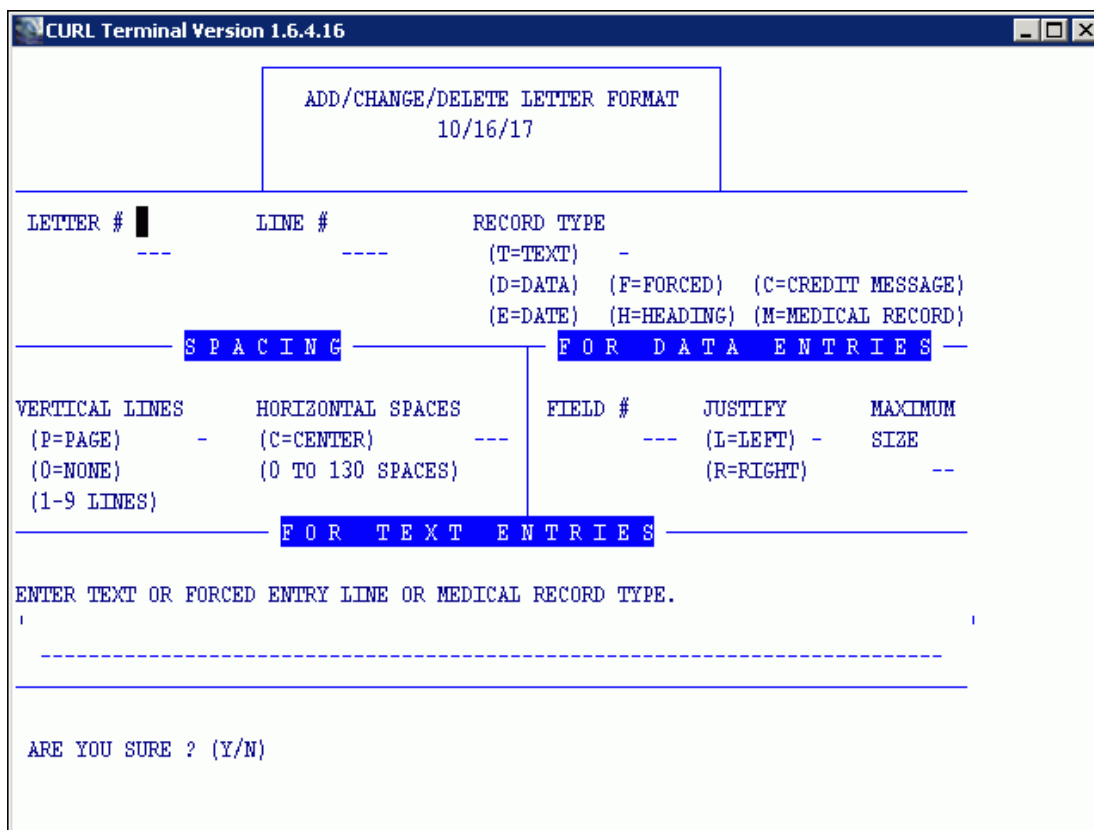 CURL Terminal Version 1.6.4.16
ADD/CHANGE/DELETE LETTER FORMAT
10/16/17
LETTER # LINE # RECORD TYPE
--- ---- (T=TEXT) -
(D=DATA) (F=FORCED) (C=CREDIT MESSAGE)
(E=DATE) (H=HEADING) (M=MEDICAL RECORD)
S P A C I N G F O R D A T A E N T R I E S
VERTICAL LINES HORIZONTAL SPACES FIELD # JUSTIFY MAXIMUM
(P=PAGE) - (C=CENTER) --- --- (L=LEFT) - SIZE
(0=NONE) (0 TO 130 SPACES) (R=RIGHT) --
(1-9 LINES)
F O R T E X T E N T R I E S
ENTER TEXT OR FORCED ENTRY LINE OR MEDICAL RECORD TYPE.
' '
---------------------------------------------------------------------------
ARE YOU SURE ? (Y/N)